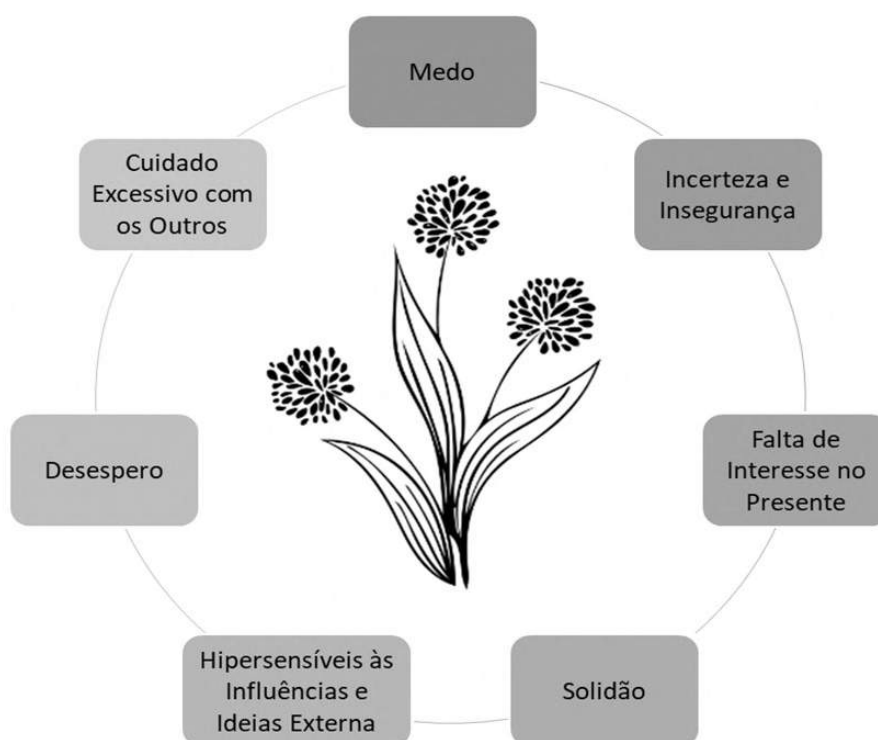 Medo
Incerteza e
Insegurança
Falta de
Interesse no
Presente
Solidão
Hipersensíveis às
Influências e
Ideias Externa
Desespero
Cuidado
Excessivo com
os Outros